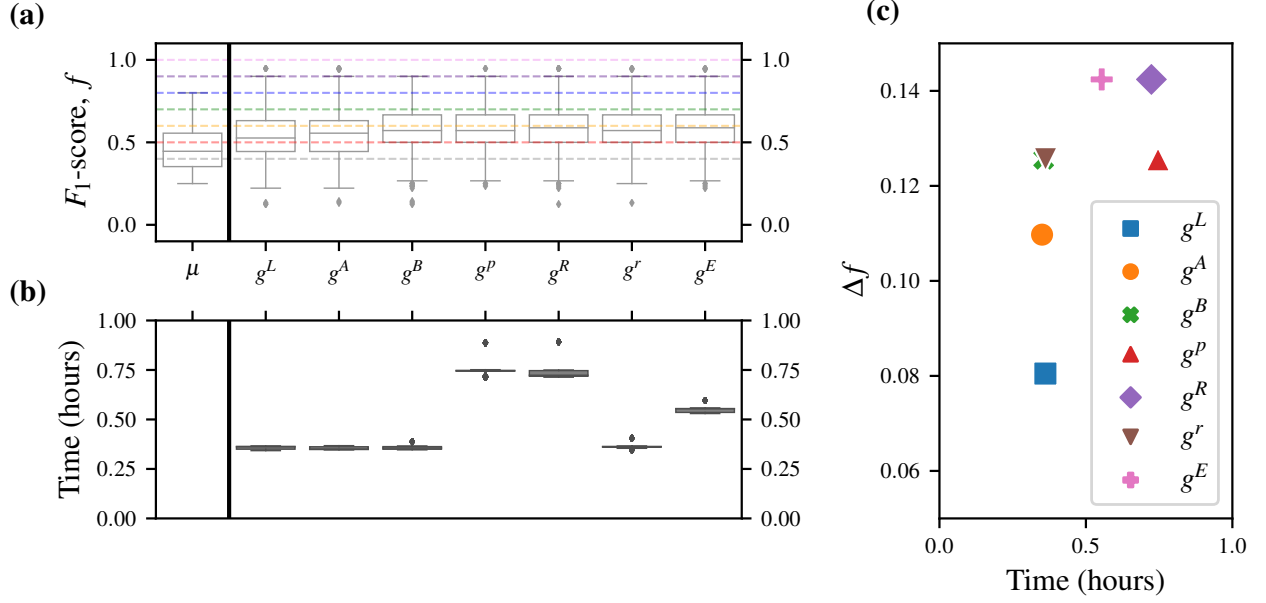 (a)
F₁-score, f
1.0
0.5
0.0
1.0
0.5
0.0
μ
g^L
g^A
g^B
g^p
g^R
g^r
g^E
(b)
Time (hours)
1.00
0.75
0.50
0.25
0.00
1.00
0.75
0.50
0.25
0.00
(c)
Δf
0.14
0.12
0.10
0.08
0.06
g^L
g^A
g^B
g^p
g^R
g^r
g^E
0.0
0.5
1.0
Time (hours)